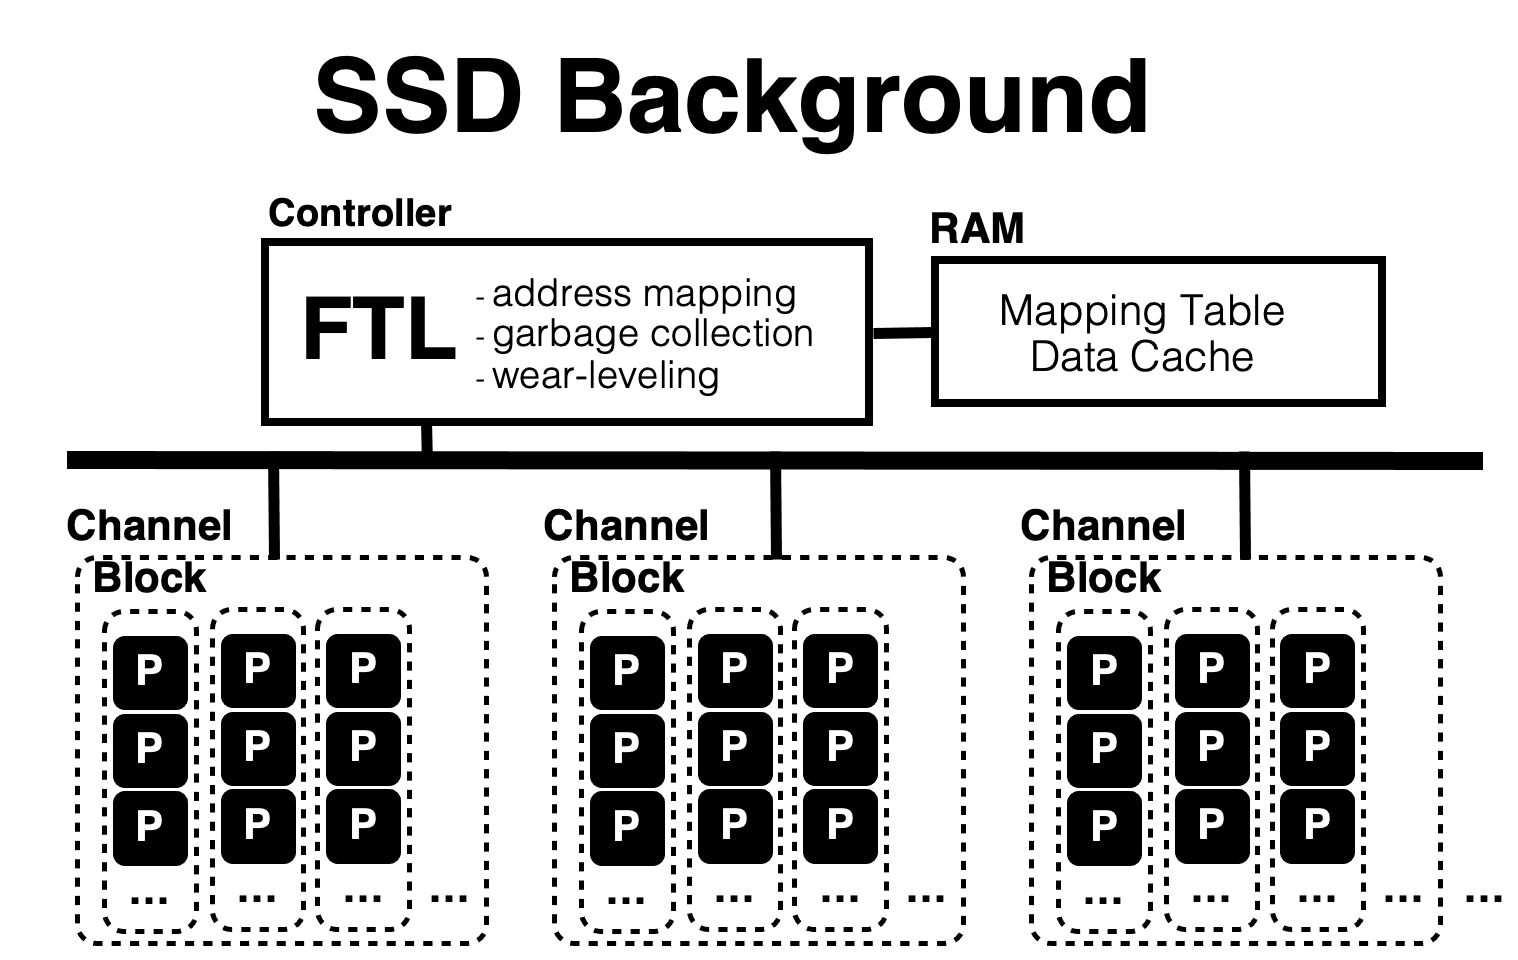 SSD Background
Controller
RAM
FTL
- address mapping
- garbage collection
- wear-leveling
Mapping Table
Data Cache
Channel Channel Channel
Block Block Block
P P P P P P P P P
P P P P P P P P P
P P P P P P P P P
... ... ... ... ... ... ... ... ... ... ... ... ...